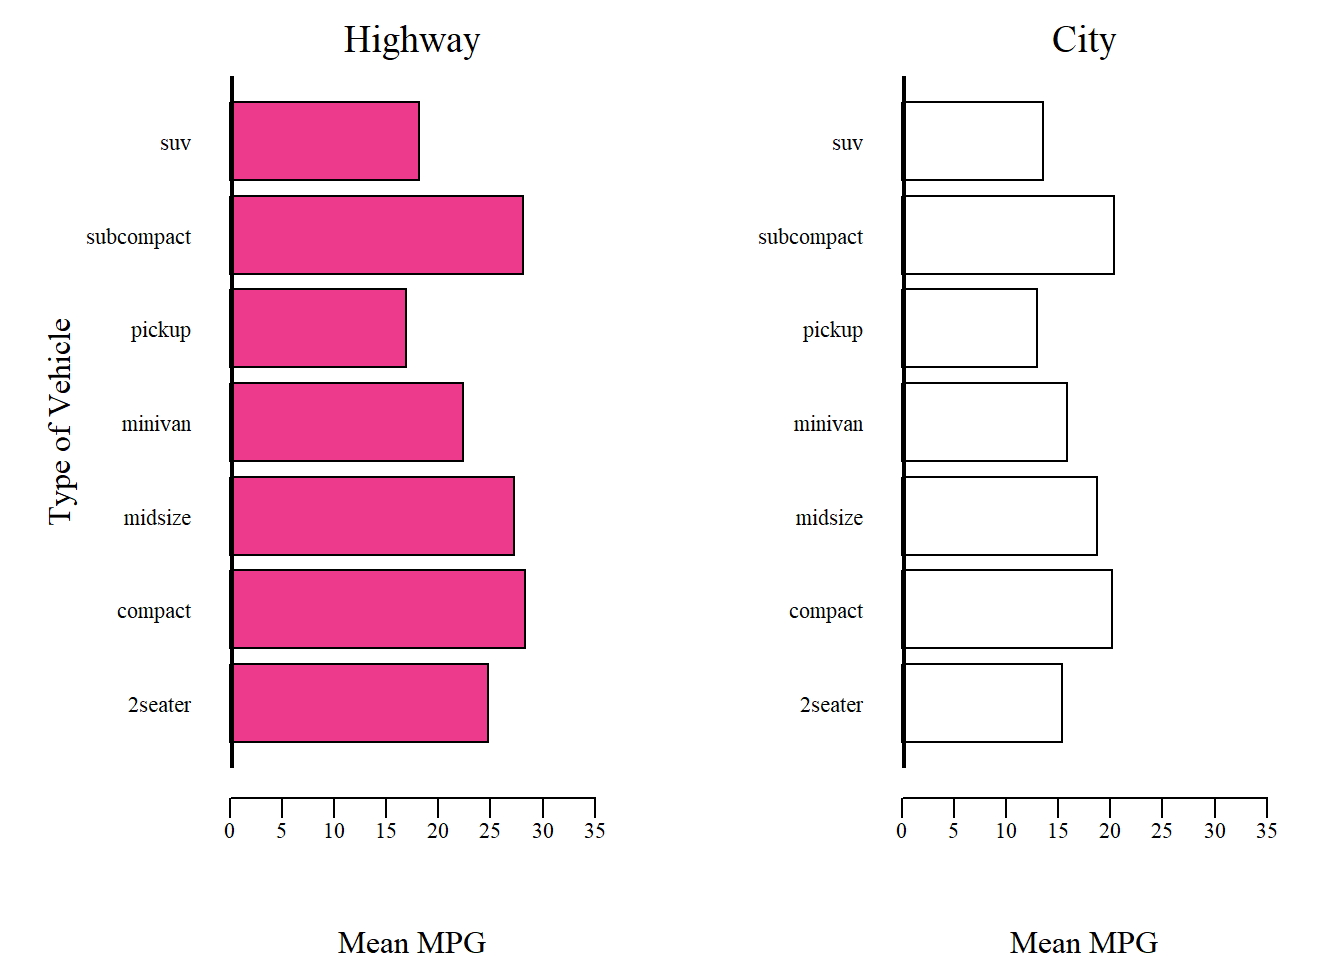 Highway
Type of Vehicle
suv
subcompact
pickup
minivan
midsize
compact
2seater
0 5 10 15 20 25 30 35
Mean MPG
City
suv
subcompact
pickup
minivan
midsize
compact
2seater
0 5 10 15 20 25 30 35
Mean MPG